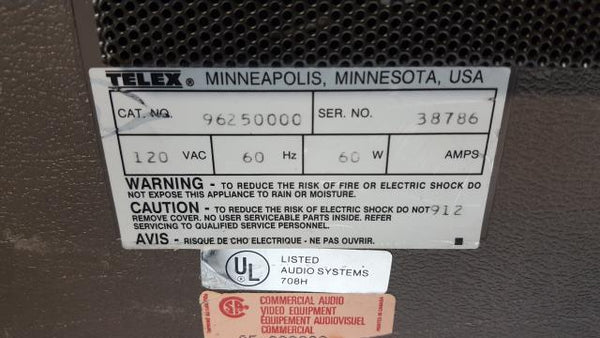 TELEX® MINNEAPOLIS, MINNESOTA, USA
CAT. NO. 96250000 SER. NO. 38786
120 VAC 60 Hz 60 W AMPS
WARNING - TO REDUCE THE RISK OF FIRE OR ELECTRIC SHOCK DO
NOT EXPOSE THIS APPLIANCE TO RAIN OR MOISTURE.
CAUTION - TO REDUCE THE RISK OF ELECTRIC SHOCK DO NOT 912
REMOVE COVER. NO USER SERVICEABLE PARTS INSIDE. REFER
SERVICING TO QUALIFIED SERVICE PERSONNEL.
AVIS - RISQUE DE CHO ELECTRIQUE - NE PAS OUVRIR.
UL LISTED
AUDIO SYSTEMS
708H
COMMERCIAL AUDIO
VIDEO EQUIPMENT
ÉQUIPEMENT AUDIOVISUEL
COMMERCIAL